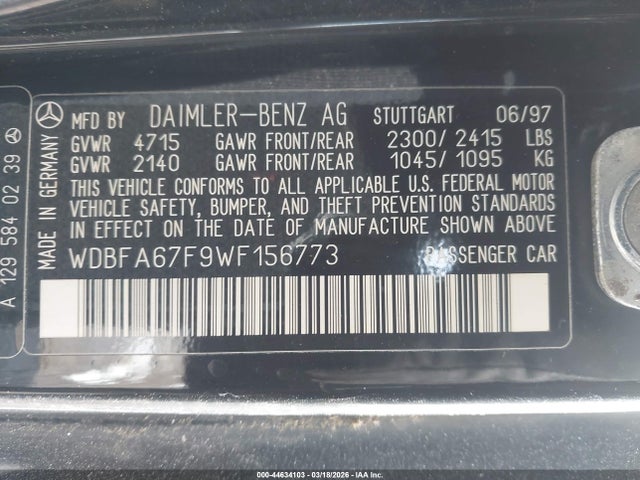 MFD BY DAIMLER-BENZ AG STUTTGART 06/97
GVWR 4715 GAWR FRONT/REAR 2300/2415 LBS
GVWR 2140 GAWR FRONT/REAR 1045/1095 KG
THIS VEHICLE CONFORMS TO ALL APPLICABLE U.S. FEDERAL MOTOR
VEHICLE SAFETY, BUMPER, AND THEFT PREVENTION STANDARDS
IN EFFECT ON THE DATE OF MANUFACTURE SHOWN ABOVE
WDBFA67F9WF156773 PASSENGER CAR
MADE IN GERMANY
A 129 584 02 39
000-44634103 | 03/18/2026 - IAA Inc.